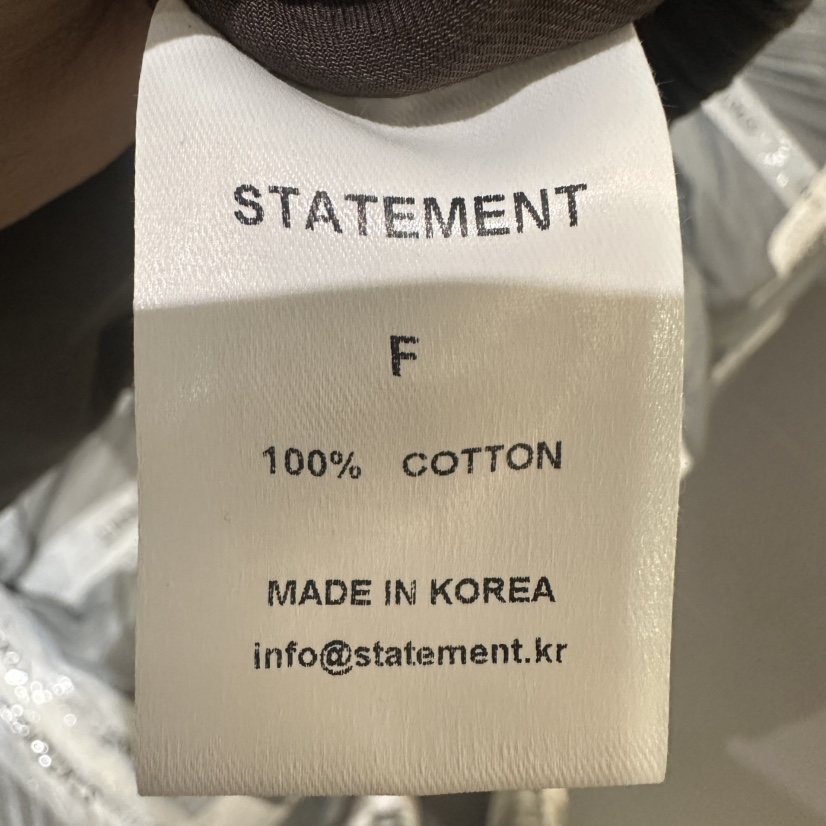 STATEMENT
F
100% COTTON
MADE IN KOREA
info@statement.kr